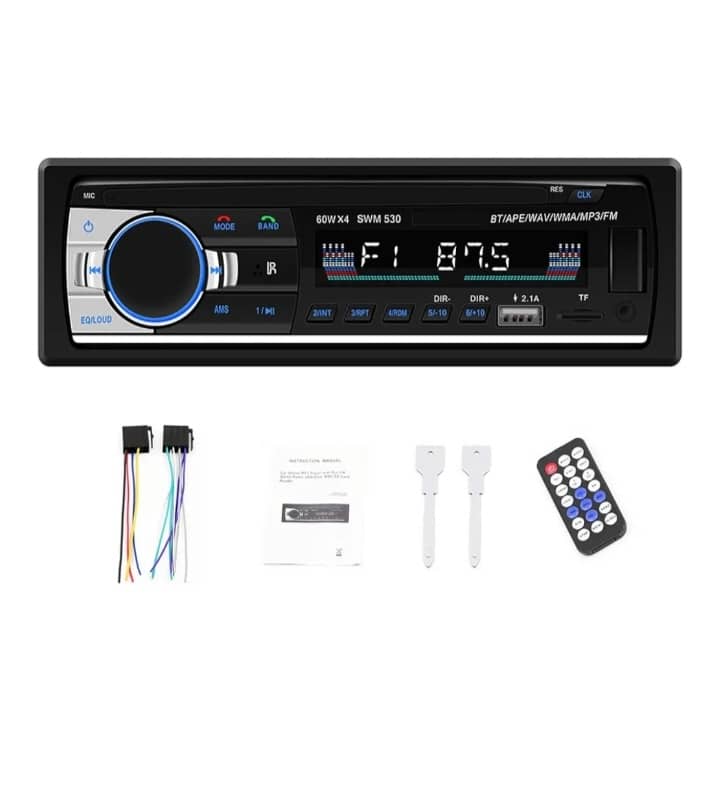 MIC
RES
CLK
MODE
BAND
60W X4 SWM 530
BT/APE/WAV/WMA/MP3/FM
F1 87.5
IR
EQ/LOUD
AMS
1/▶II
DIR-
DIR+
2.1A
TF
2/INT
3/RPT
4/RDM
5/-10
6/+10
INSTRUCTION MANUAL